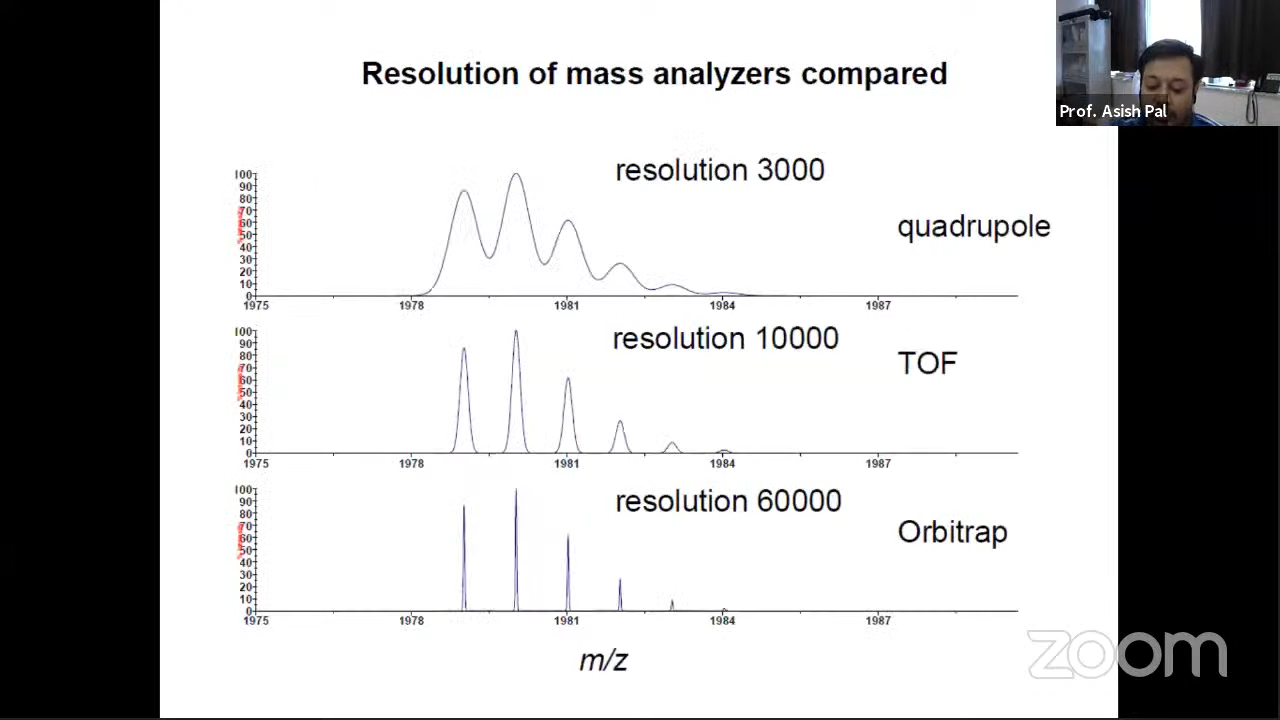 Resolution of mass analyzers compared
Prof. Asish Pal
resolution 3000
quadrupole
100
90
80
70
60
50
40
30
20
10
0
1975 1978 1981 1984 1987
resolution 10000
TOF
100
90
80
70
60
50
40
30
20
10
0
1975 1978 1981 1984 1987
resolution 60000
Orbitrap
100
90
80
70
60
50
40
30
20
10
0
1975 1978 1981 1984 1987
m/z
zoom